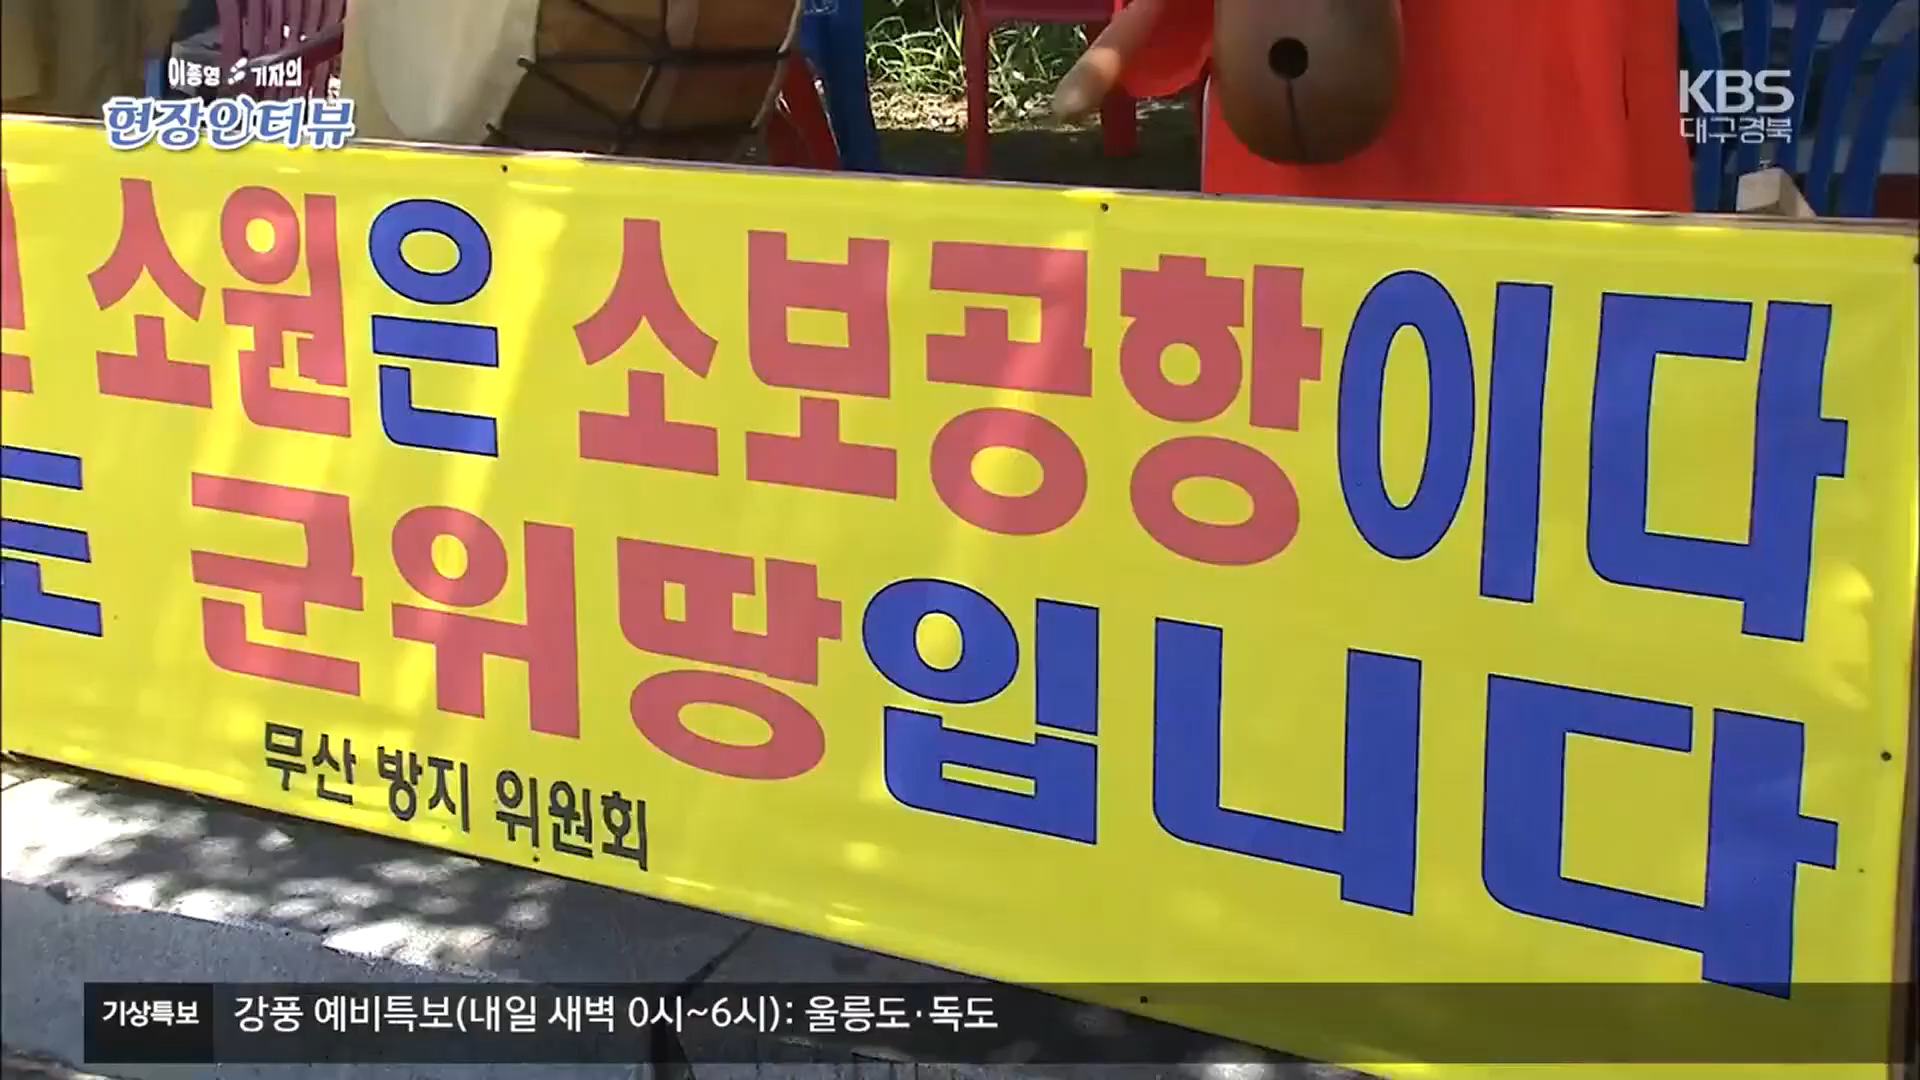 이종영 기자의
현장인터뷰
KBS
대구경북
소원은 소보공항이다
군위땅입니다
무산 방지 위원회
기상특보 강풍 예비특보(내일 새벽 0시~6시): 울릉도·독도